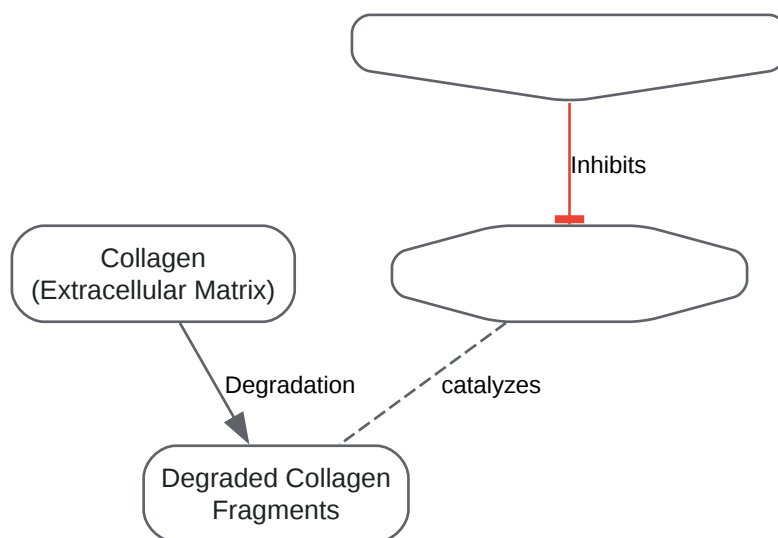 Inhibits
Collagen
(Extracellular Matrix)
Degradation
catalyzes
Degraded Collagen
Fragments